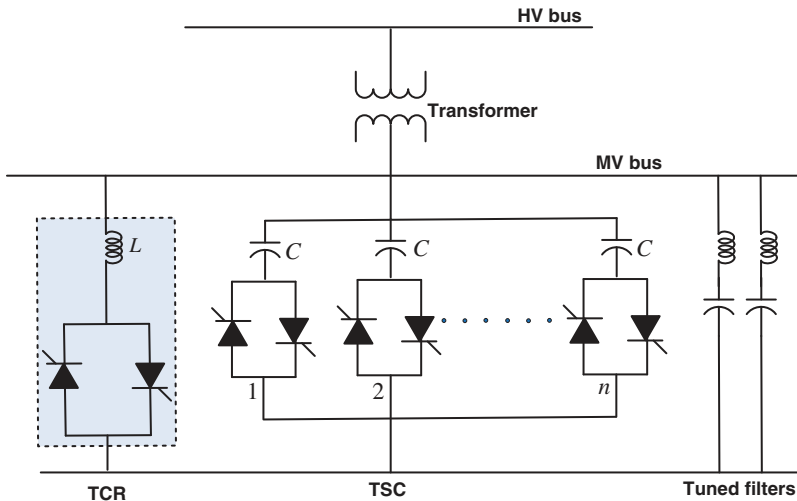 HV bus
Transformer
MV bus
L
C
C
C
1
2
n
TCR
TSC
Tuned filters